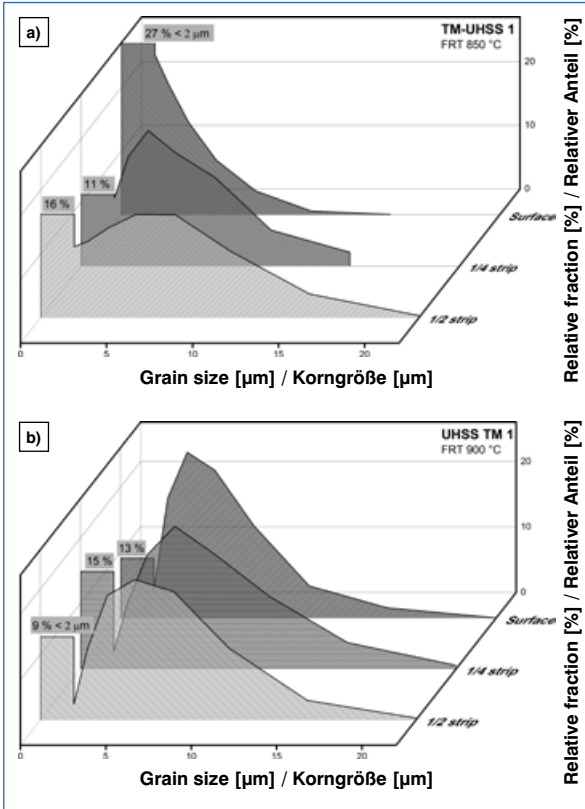 a)
TM-UHSS 1
FRT 850 °C
27 % < 2 µm
11 %
16 %
20
10
0
Surface
1/4 strip
1/2 strip
0
5
10
15
20
Grain size [µm] / Korngröße [µm]
Relative fraction [%] / Relativer Anteil [%]
b)
UHSS TM 1
FRT 900 °C
13 %
15 %
9 % < 2 µm
20
10
0
Surface
1/4 strip
1/2 strip
0
5
10
15
20
Grain size [µm] / Korngröße [µm]
Relative fraction [%] / Relativer Anteil [%]